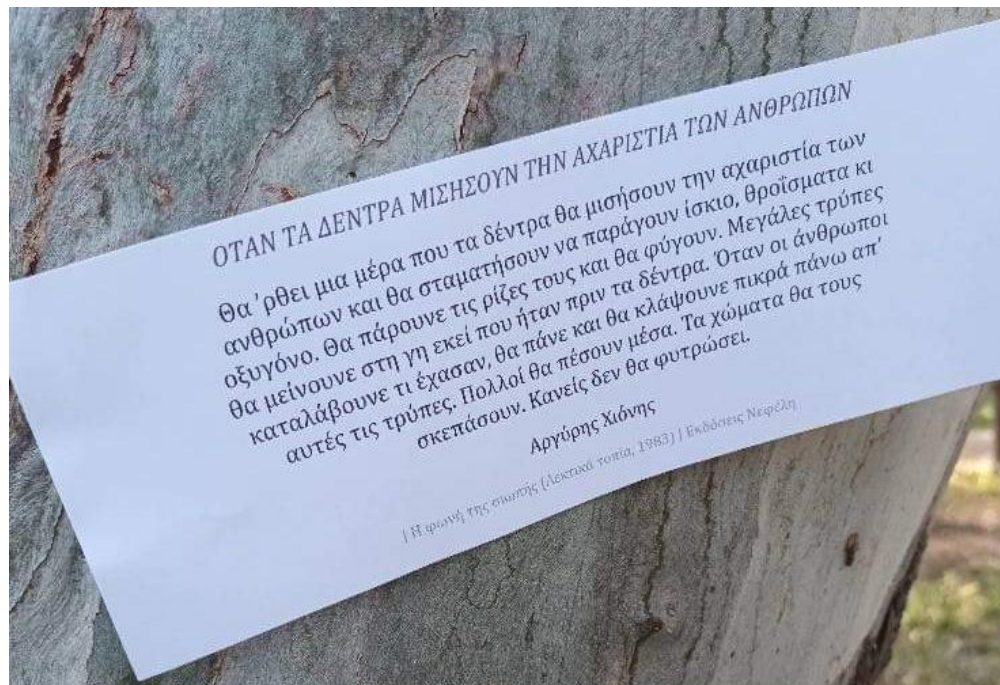 ΟΤΑΝ ΤΑ ΔΕΝΤΡΑ ΜΙΣΗΣΟΥΝ ΤΗΝ ΑΧΑΡΙΣΤΙΑ ΤΩΝ ΑΝΘΡΩΠΩΝ
Θα 'ρθει μια μέρα που τα δέντρα θα μισήσουν την αχαριστία των
ανθρώπων και θα σταματήσουν να παράγουν ίσκιο, θροΐσματα κι
οξυγόνο. Θα πάρουνε τις ρίζες τους και θα φύγουν. Μεγάλες τρύπες
θα μείνουνε στη γη εκεί που ήταν πριν τα δέντρα. Όταν οι άνθρωποι
καταλάβουνε τι έχασαν, θα πάνε και θα κλάψουνε πικρά πάνω απ'
αυτές τις τρύπες. Πολλοί θα πέσουν μέσα. Τα χώματα θα τους
σκεπάσουν. Κανείς δεν θα φυτρώσει.
Αργύρης Χιόνης
| Η φωνή της σιωπής (Λεκτικά τοπία, 1983) | Εκδόσεις Νεφέλη